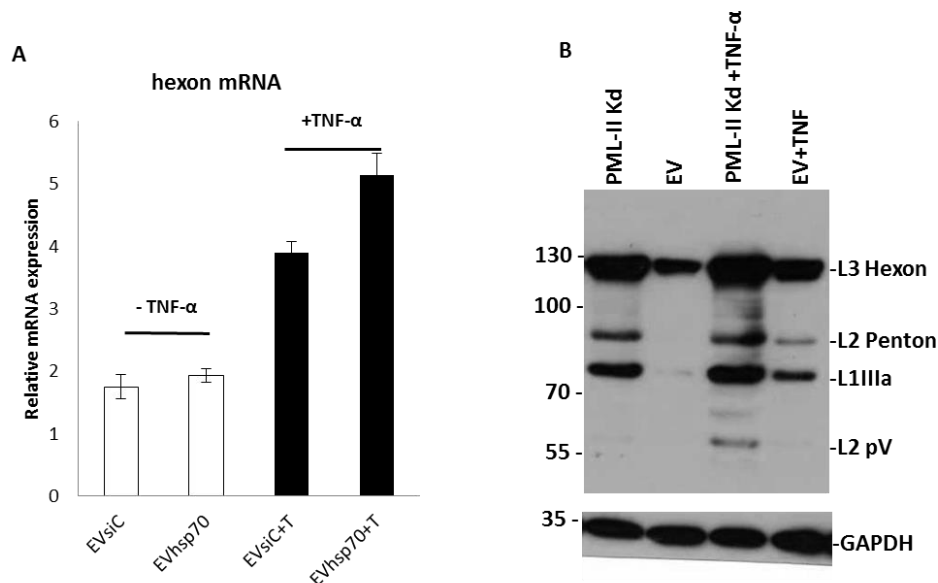 A
hexon mRNA
+TNF-α
- TNF-α
Relative mRNA expression
6
5
4
3
2
1
0
EVsiC
EVhsp70
EVsiC+T
EVhsp70+T
B
PML-II Kd
EV
PML-II Kd +TNF-α
EV+TNF
130 -
100 -
70 -
55 -
35 -
-L3 Hexon
-L2 Penton
-L1IIIa
-L2 pV
-GAPDH